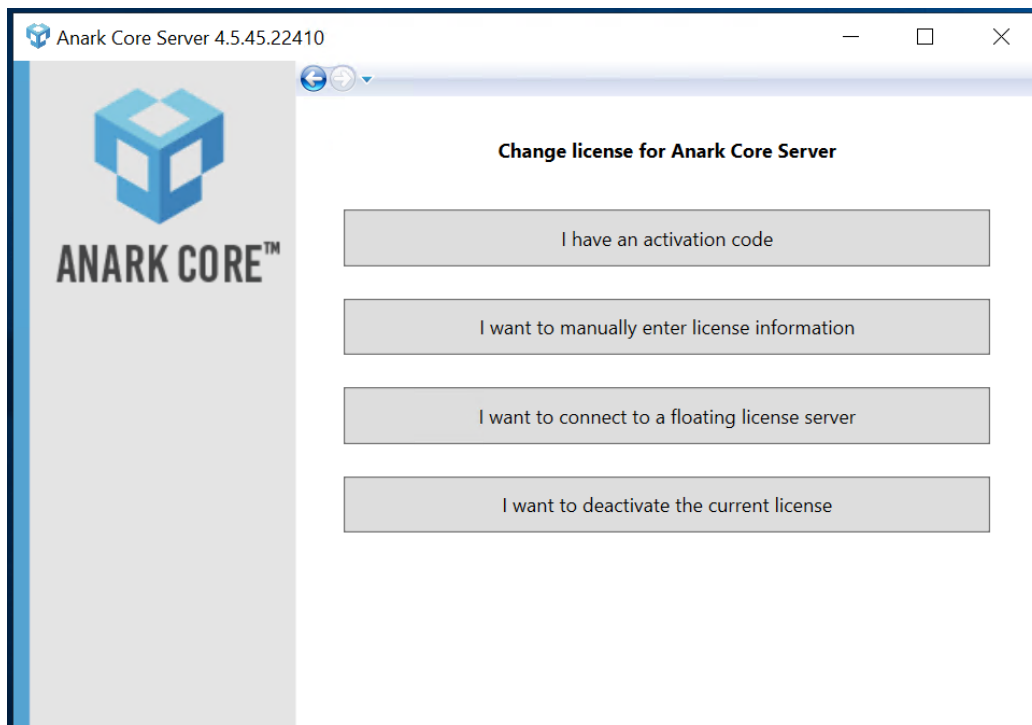 Anark Core Server 4.5.45.22410
ANARK CORE™
Change license for Anark Core Server
I have an activation code
I want to manually enter license information
I want to connect to a floating license server
I want to deactivate the current license